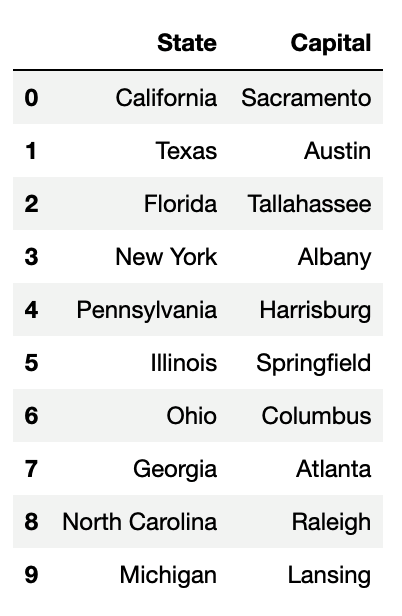 State Capital
0 California Sacramento
1 Texas Austin
2 Florida Tallahassee
3 New York Albany
4 Pennsylvania Harrisburg
5 Illinois Springfield
6 Ohio Columbus
7 Georgia Atlanta
8 North Carolina Raleigh
9 Michigan Lansing